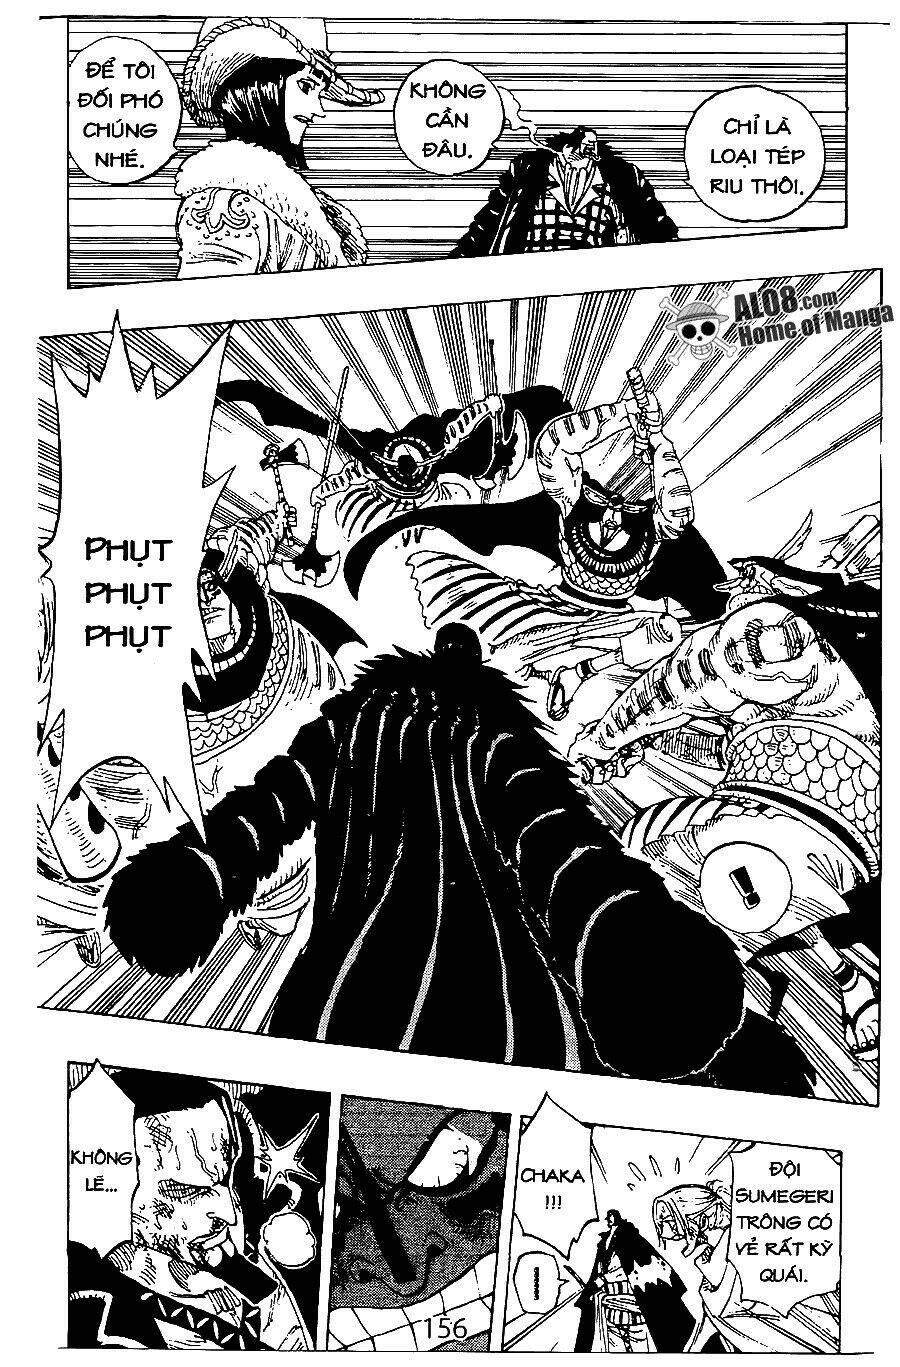 ĐỂ TÔI
ĐỐI PHÓ
CHÚNG
NHÉ.
KHÔNG
CẦN
ĐÂU.
CHỈ LÀ
LOẠI TÉP
RIU THÔI.
AL08.com
Home of Manga
PHỤT
PHỤT
PHỤT
!
KHÔNG
LẼ...
CHAKA
!!!
ĐỘI
SUMEGERI
TRÔNG CÓ
VẺ RẤT KỲ
QUÁI.
156